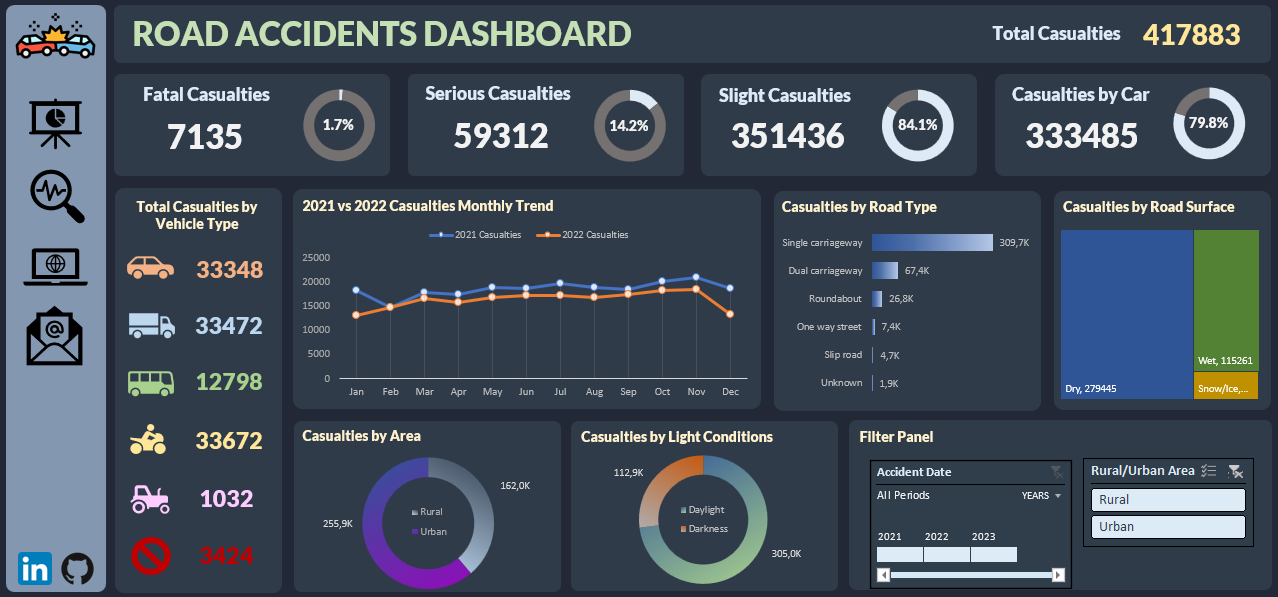 ROAD ACCIDENTS DASHBOARD
Total Casualties 417883
Fatal Casualties
7135
1.7%
Serious Casualties
59312
14.2%
Slight Casualties
351436
84.1%
Casualties by Car
333485
79.8%
Total Casualties by
Vehicle Type
33348
33472
12798
33672
1032
3424
2021 vs 2022 Casualties Monthly Trend
2021 Casualties 2022 Casualties
25000
20000
15000
10000
5000
0
Jan Feb Mar Apr May Jun Jul Aug Sep Oct Nov Dec
Casualties by Road Type
Single carriageway 309,7K
Dual carriageway 67,4K
Roundabout 26,8K
One way street 7,4K
Slip road 4,7K
Unknown 1,9K
Casualties by Road Surface
Dry, 279445
Wet, 115261
Snow/Ice,...
Casualties by Area
162,0K
Rural
255,9K
Urban
Casualties by Light Conditions
112,9K
Daylight
Darkness
305,0K
Filter Panel
Accident Date
All Periods YEARS
2021 2022 2023
Rural/Urban Area
Rural
Urban
in
@